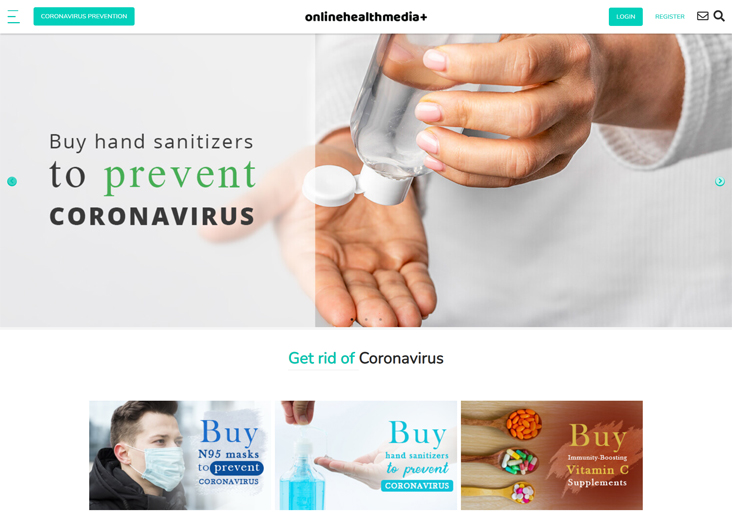 CORONAVIRUS PREVENTION
onlinehealthmedia+
LOGIN
REGISTER
Buy hand sanitizers
to prevent
CORONAVIRUS
Get rid of Coronavirus
Buy
N95 masks
to prevent
CORONAVIRUS
Buy
hand sanitizers
to prevent
CORONAVIRUS
Buy
Immunity-Boosting
Vitamin C
Supplements